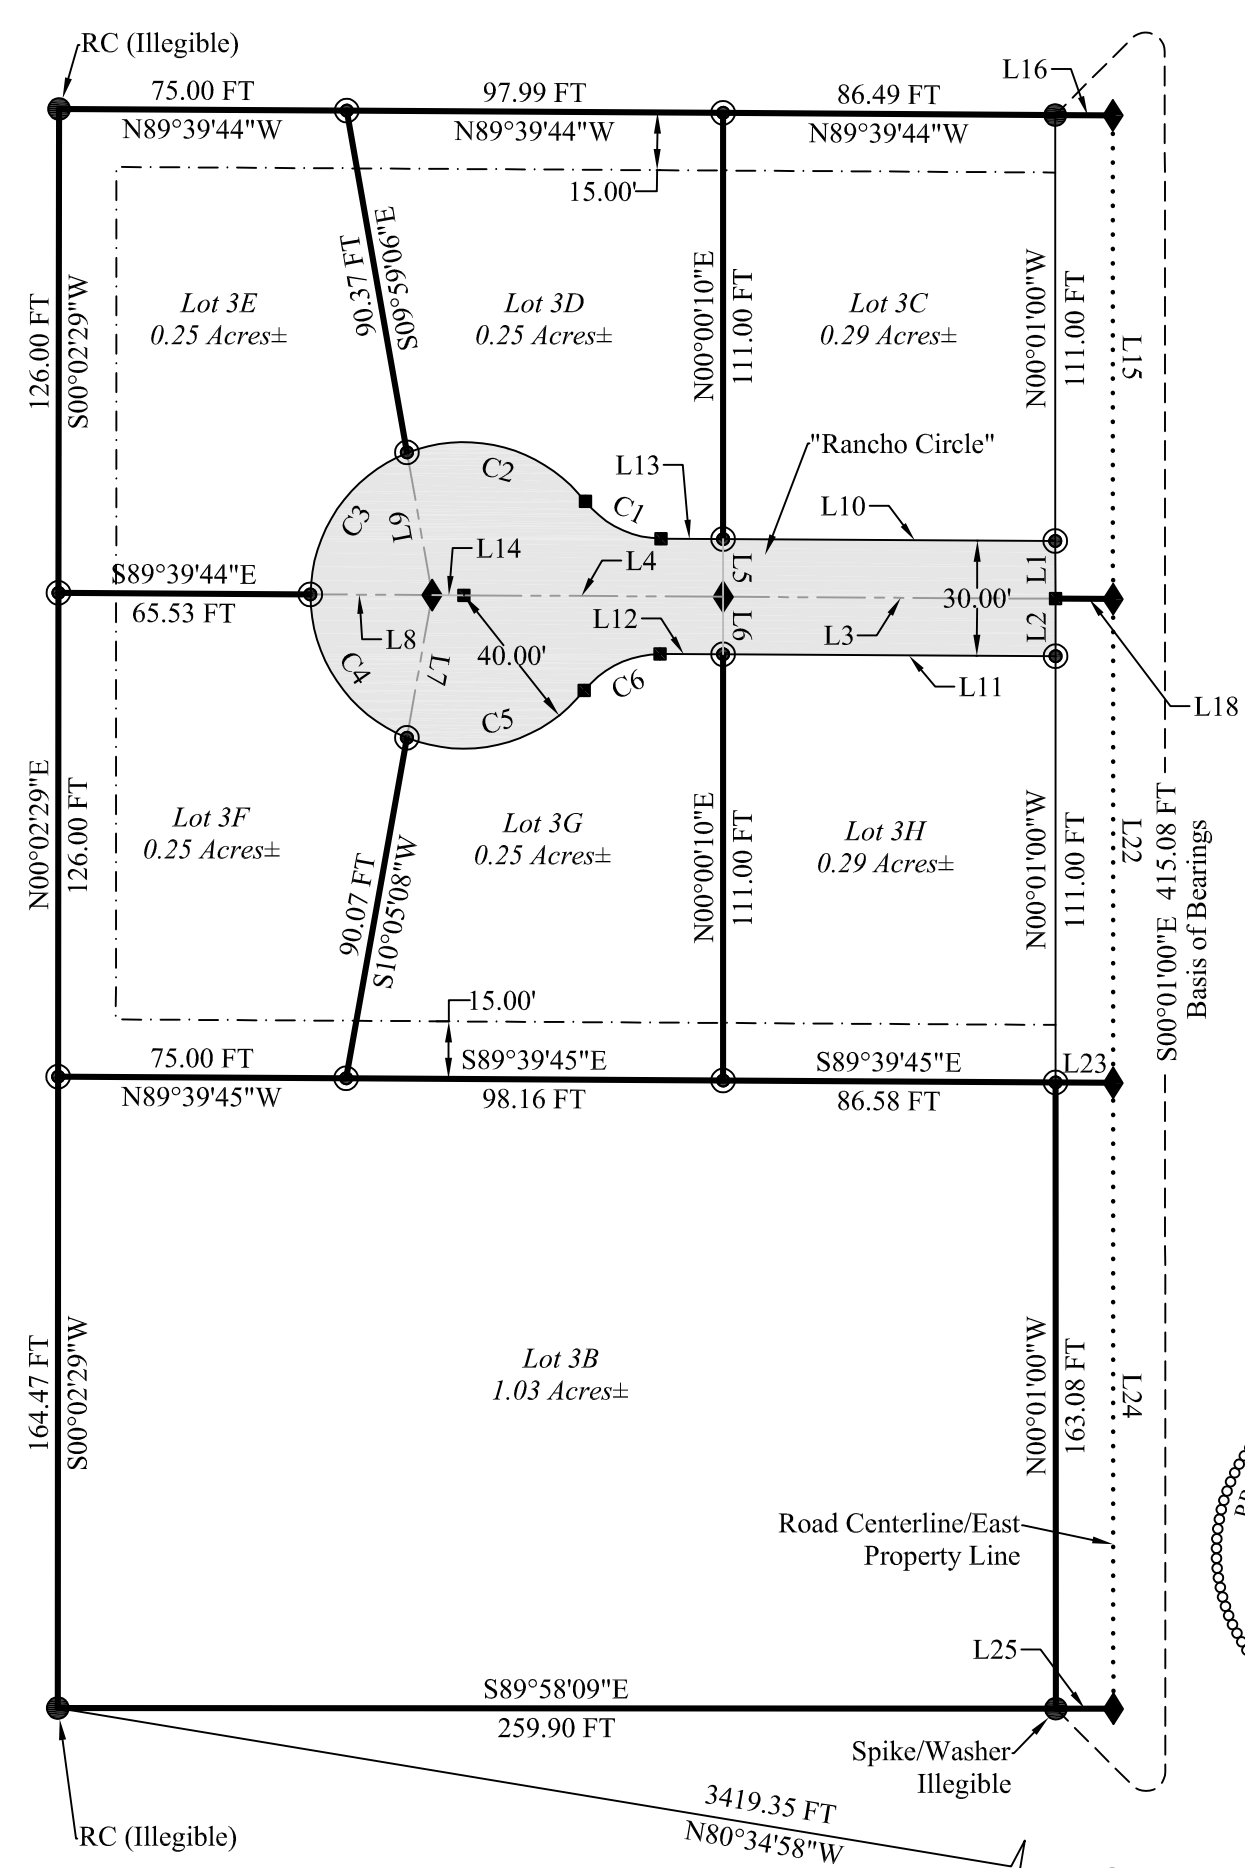 RC (Illegible)
L16
75.00 FT
N89°39'44"W
97.99 FT
N89°39'44"W
86.49 FT
N89°39'44"W
15.00'
126.00 FT
S00°02'29"W
Lot 3E
0.25 Acres±
90.37 FT
S09°59'06"E
Lot 3D
0.25 Acres±
N00°00'10"E
111.00 FT
Lot 3C
0.29 Acres±
N00°01'00"W
111.00 FT
L15
"Rancho Circle"
C2
L13
C1
L10
C3
L9
L14
L4
L5
L1
S89°39'44"E
65.53 FT
L8
30.00'
L12
L6
L3
L2
40.00'
C4
L7
C6
L11
L18
C5
N00°02'29"E
126.00 FT
Lot 3F
0.25 Acres±
90.07 FT
S10°05'08"W
Lot 3G
0.25 Acres±
N00°00'10"E
111.00 FT
Lot 3H
0.29 Acres±
N00°01'00"W
111.00 FT
L22
S00°01'00"E 415.08 FT
Basis of Bearings
15.00'
75.00 FT
N89°39'45"W
S89°39'45"E
98.16 FT
S89°39'45"E
86.58 FT
L23
164.47 FT
S00°02'29"W
Lot 3B
1.03 Acres±
N00°01'00"W
163.08 FT
L24
Road Centerline/East
Property Line
L25
S89°58'09"E
259.90 FT
Spike/Washer
Illegible
3419.35 FT
N80°34'58"W
RC (Illegible)